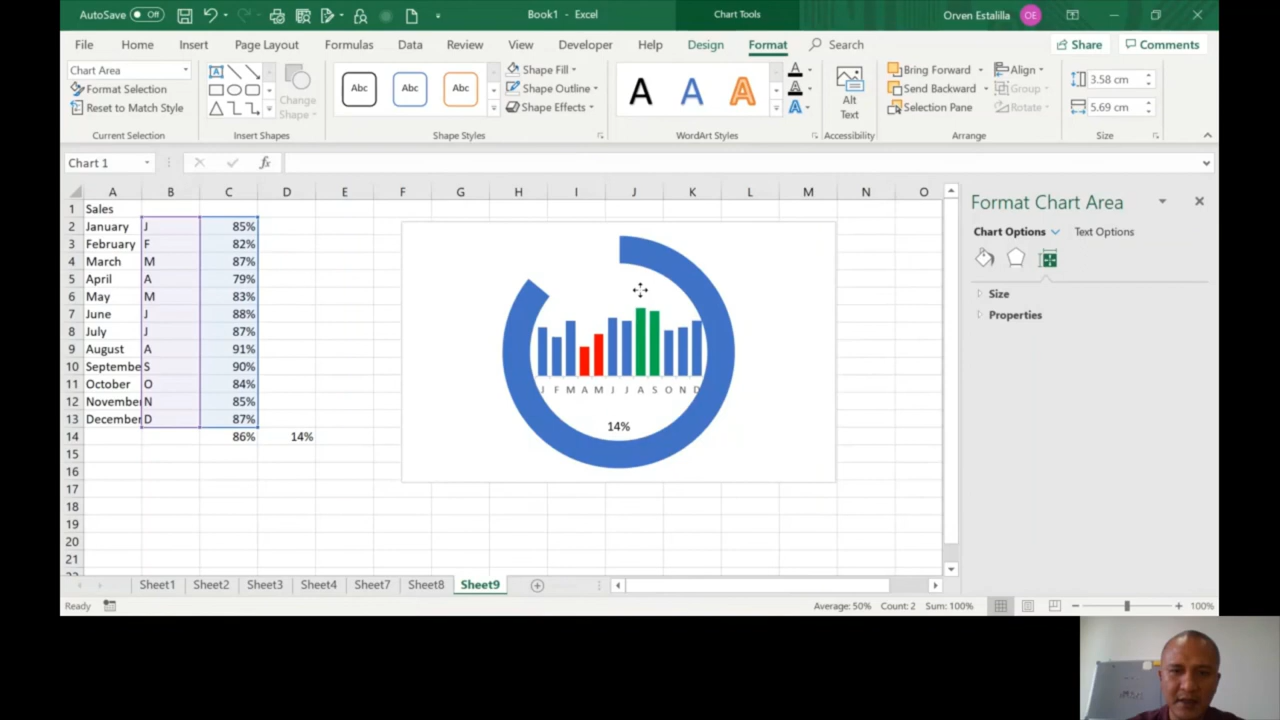 AutoSave Off Book1 - Excel Chart Tools Orven Estalilla OE
File Home Insert Page Layout Formulas Data Review View Developer Help Design Format Search Share Comments
Chart Area
Format Selection
Reset to Match Style
Current Selection
Change
Shape
Insert Shapes
Abc Abc Abc
Shape Fill
Shape Outline
Shape Effects
Shape Styles
A A A
WordArt Styles
Alt
Text
Accessibility
Bring Forward
Send Backward
Selection Pane
Align
Group
Rotate
Arrange
3.58 cm
5.69 cm
Size
Chart 1 fx
A B C D E F G H I J K L M N O
1 Sales
2 January J 85%
3 February F 82%
4 March M 87%
5 April A 79%
6 May M 83%
7 June J 88%
8 July J 87%
9 August A 91%
10 Septembe S 90%
11 October O 84%
12 Novembe N 85%
13 December D 87%
14 86% 14%
15
16
17
18
19
20
21
J F M A M J J A S O N D
14%
Format Chart Area
Chart Options Text Options
Size
Properties
Sheet1 Sheet2 Sheet3 Sheet4 Sheet7 Sheet8 Sheet9
Ready Average: 50% Count: 2 Sum: 100% 100%